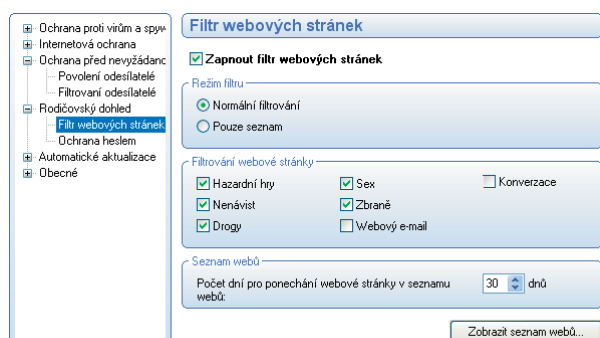 Ochrana proti virům a spyw
Internetová ochrana
Ochrana před nevyžádanc
Povolení odesílatelé
Filtrovaní odesílatelé
Rodičovský dohled
Filtr webových stránek
Ochrana heslem
Automatické aktualizace
Obecné
Filtr webových stránek
Zapnout filtr webových stránek
Režim filtru
Normální filtrování
Pouze seznam
Filtrování webové stránky
Hazardní hry
Sex
Konverzace
Nenávist
Zbraně
Drogy
Webový e-mail
Seznam webů
Počet dní pro ponechání webové stránky v seznamu
webů:
30 dnů
Zobrazit seznam webů...